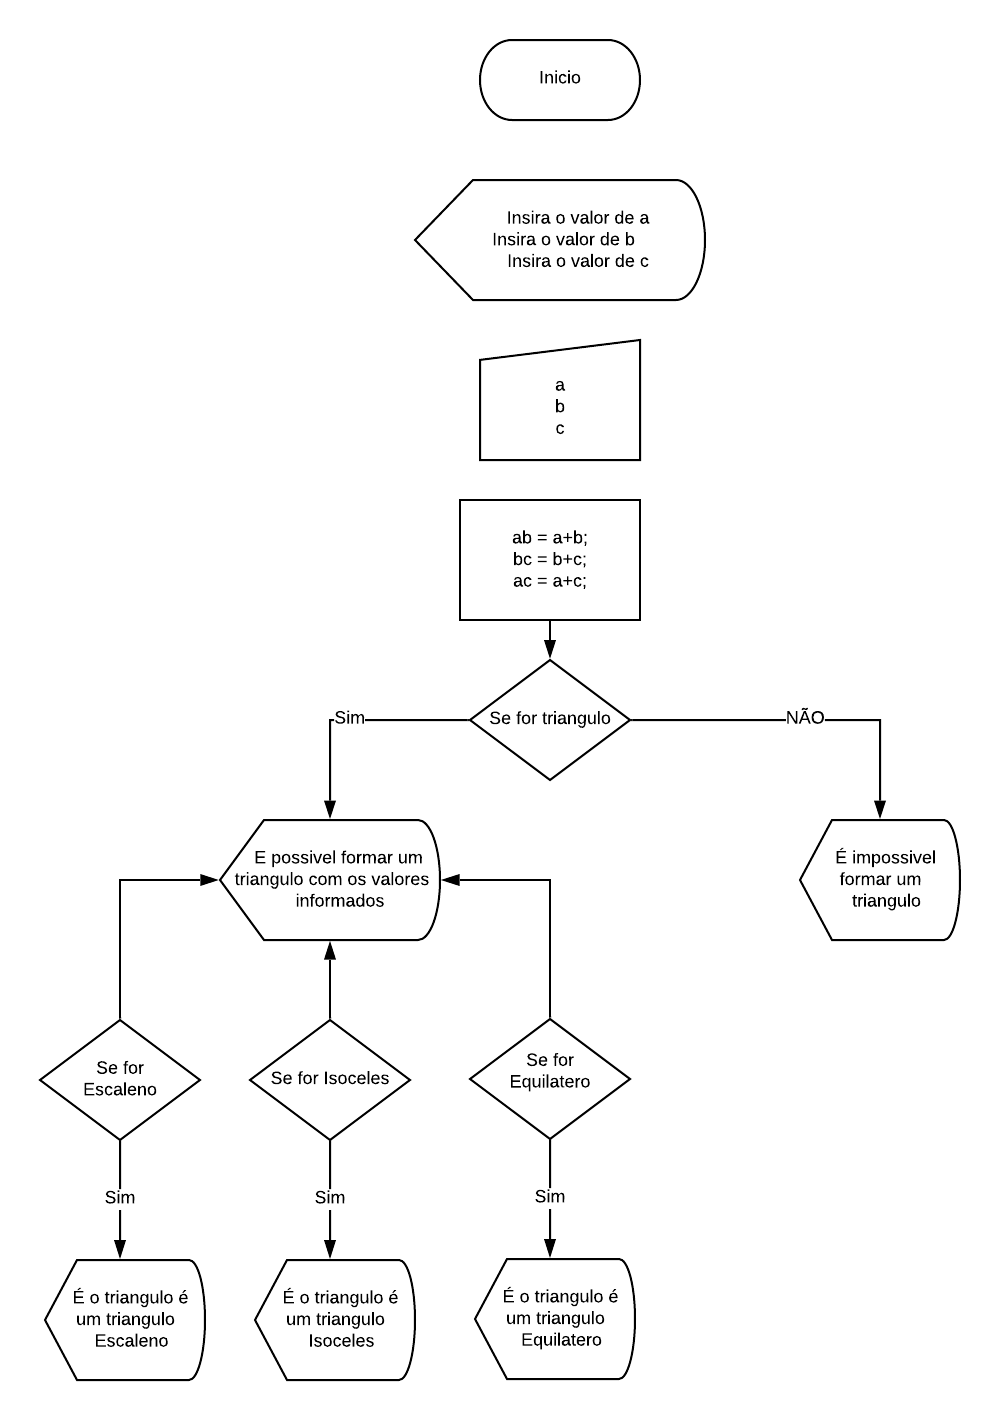 Inicio
Insira o valor de a
Insira o valor de b
Insira o valor de c
a
b
c
ab = a+b;
bc = b+c;
ac = a+c;
Se for triangulo
Sim
NÃO
E possivel formar um
triangulo com os valores
informados
É impossivel
formar um
triangulo
Se for
Escaleno
Se for Isoceles
Se for
Equilatero
Sim
Sim
Sim
É o triangulo é
um triangulo
Escaleno
É o triangulo é
um triangulo
Isoceles
É o triangulo é
um triangulo
Equilatero